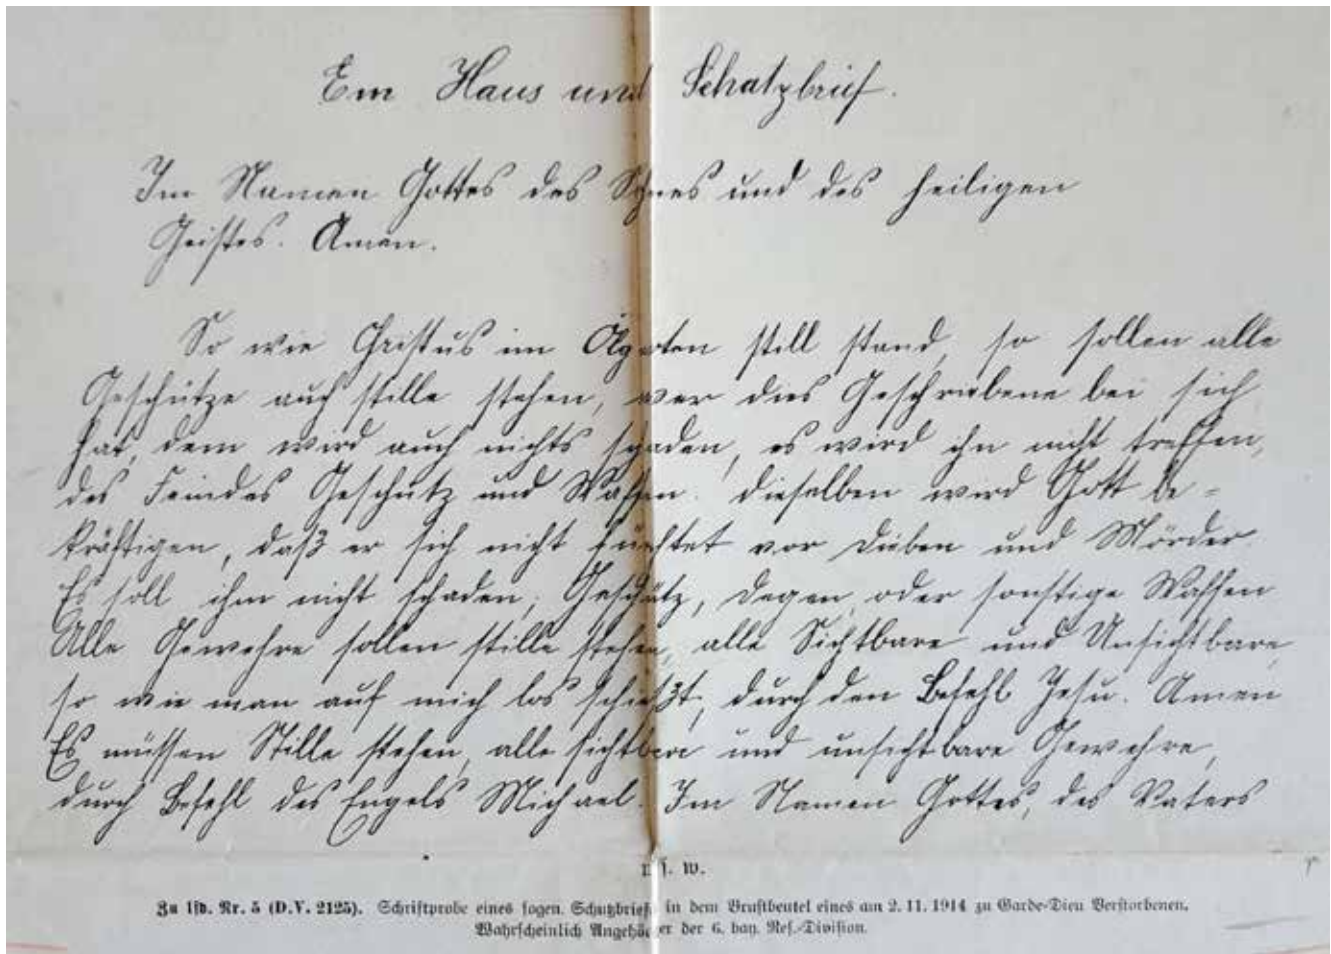 Ein Haus und Schatzbrief.
Im Namen Gottes des Sohnes und des heiligen
Geistes. Amen.
So wie Christus im Ölgarten still stand, so sollen alle
Geschütze auch stille stehen, wer dies Geschriebene bei sich
hat, dem wird auch nichts schaden, es wird ihn nicht treffen,
des Feindes Geschütz und Waffen. Dieselben wird Gott be-
kräftigen, daß er sich nicht fürchtet vor Dieben und Mörder.
Es soll ihm nicht schaden, Geschütz, Degen oder sonstige Waffen
Alle Gewehre sollen stille stehen, alle Sichtbare und Unsichtbare,
so wie man auf mich los schießt, durch den Befehl Jesu. Amen
Es müssen Stille stehen, alle sichtbare und unsichtbare Gewehre,
durch Befehl des Engels Michael. Im Namen Gottes, des Vaters
u. s. w.
Zu lfd. Nr. 5 (D.V. 2125). Schriftprobe eines sogen. Schutzbriefs in dem Brustbeutel eines am 2. 11. 1914 zu Garde-Dieu Verstorbenen.
Wahrscheinlich Angehöriger der 6. bay. Res.-Division.